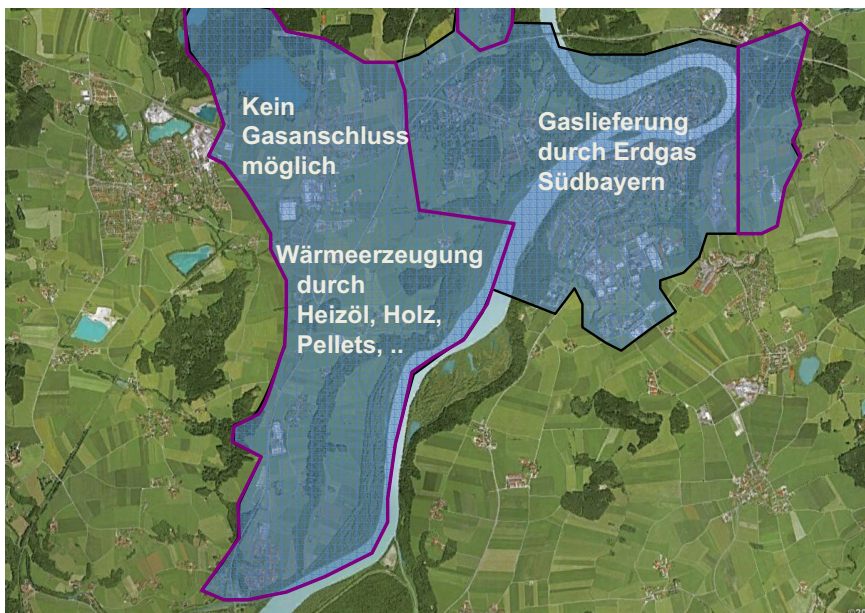 Kein
Gasanschluss
möglich
Gaslieferung
durch Erdgas
Südbayern
Wärmeerzeugung
durch
Heizöl, Holz,
Pellets, ..